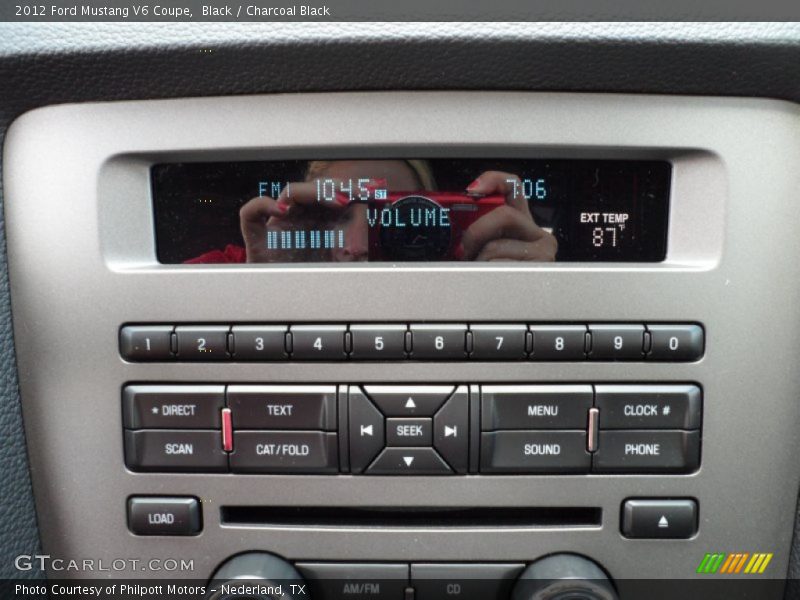 2012 Ford Mustang V6 Coupe, Black / Charcoal Black
FM1 104.5 ST 7:06
VOLUME
EXT TEMP
87°F
1 2 3 4 5 6 7 8 9 0
* DIRECT TEXT MENU CLOCK #
SEEK
SCAN CAT/FOLD SOUND PHONE
LOAD
GTCARLOT.COM
AM/FM CD
Photo Courtesy of Philpott Motors - Nederland, TX